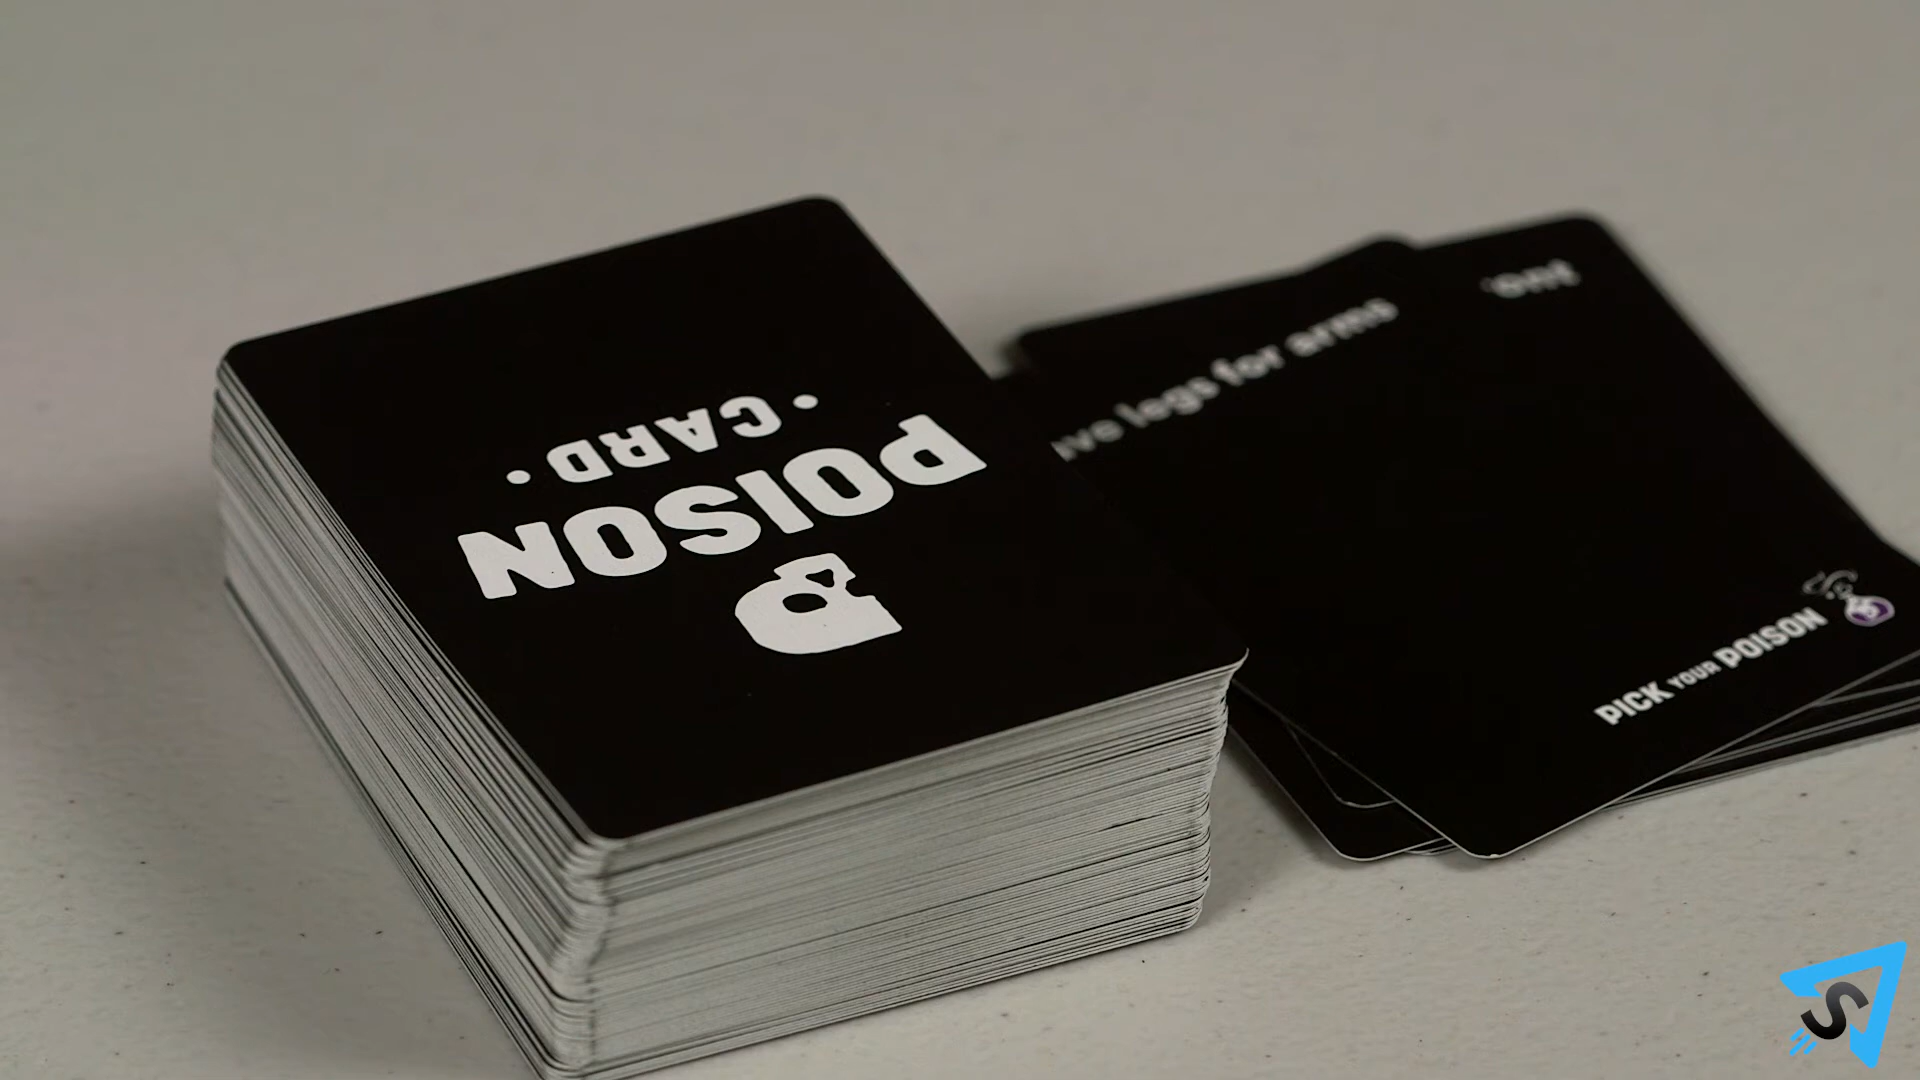 POISON
• CARD •
legs for arms
PICK YOUR POISON
S